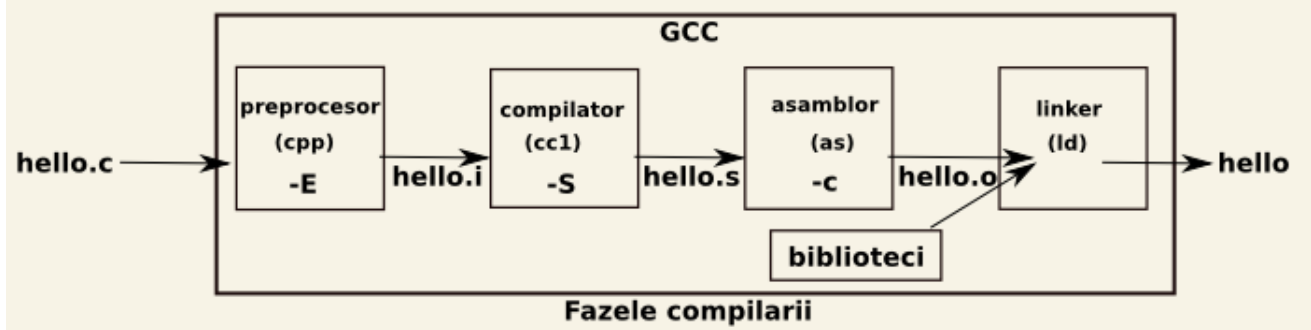 GCC
hello.c
preprocesor
(cpp)
-E
hello.i
compilator
(cc1)
-S
hello.s
asamblor
(as)
-c
hello.o
linker
(ld)
hello
biblioteci
Fazele compilarii